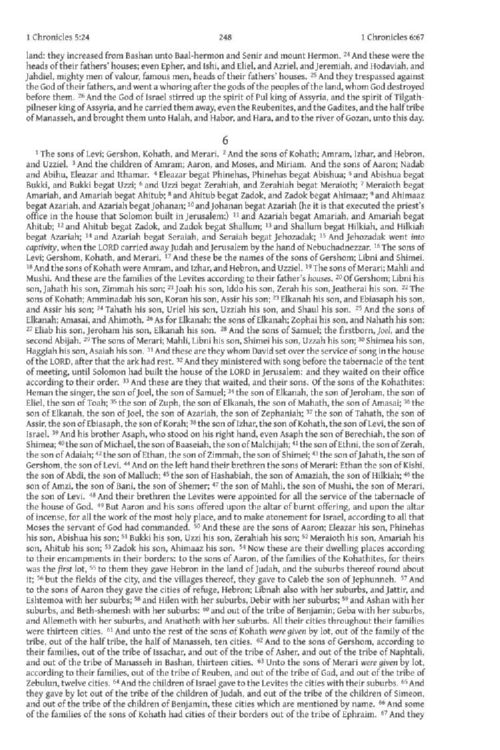 1 Chronicles 5:24 248 1 Chronicles 6:67
land: they increased from Bashan unto Baal-hermon and Senir and mount Hermon. 24 And these were the
heads of their fathers' houses; even Epher, and Ishi, and Eliel, and Azriel, and Jeremiah, and Hodaviah, and
Jahdiel, mighty men of valour, famous men, heads of their fathers' houses. 25 And they trespassed against
the God of their fathers, and went a whoring after the gods of the peoples of the land, whom God destroyed
before them. 26 And the God of Israel stirred up the spirit of Pul king of Assyria, and the spirit of Tilgath-
pilneser king of Assyria, and he carried them away, even the Reubenites, and the Gadites, and the half tribe
of Manasseh, and brought them unto Halah, and Habor, and Hara, and to the river of Gozan, unto this day.
6
1 The sons of Levi; Gershon, Kohath, and Merari. 2 And the sons of Kohath; Amram, Izhar, and Hebron,
and Uzziel. 3 And the children of Amram; Aaron, and Moses, and Miriam. And the sons of Aaron; Nadab
and Abihu, Eleazar and Ithamar. 4 Eleazar begat Phinehas, Phinehas begat Abishua; 5 and Abishua begat
Bukki, and Bukki begat Uzzi; 6 and Uzzi begat Zerahiah, and Zerahiah begat Meraioth; 7 Meraioth begat
Amariah, and Amariah begat Ahitub; 8 and Ahitub begat Zadok, and Zadok begat Ahimaaz; 9 and Ahimaaz
begat Azariah, and Azariah begat Johanan; 10 and Johanan begat Azariah (he it is that executed the priest's
office in the house that Solomon built in Jerusalem:) 11 and Azariah begat Amariah, and Amariah begat
Ahitub; 12 and Ahitub begat Zadok, and Zadok begat Shallum; 13 and Shallum begat Hilkiah, and Hilkiah
begat Azariah; 14 and Azariah begat Seraiah, and Seraiah begat Jehozadak; 15 And Jehozadak went into
captivity, when the LORD carried away Judah and Jerusalem by the hand of Nebuchadnezzar. 16 The sons of
Levi; Gershom, Kohath, and Merari. 17 And these be the names of the sons of Gershom; Libni and Shimei.
18 And the sons of Kohath were Amram, and Izhar, and Hebron, and Uzziel. 19 The sons of Merari; Mahli and
Mushi. And these are the families of the Levites according to their father's houses. 20 Of Gershom; Libni his
son, Jahath his son, Zimmah his son; 21 Joah his son, Iddo his son, Zerah his son, Jeatherai his son. 22 The
sons of Kohath; Amminadab his son, Korah his son, Assir his son; 23 Elkanah his son, and Ebiasaph his son,
and Assir his son; 24 Tahath his son, Uriel his son, Uzziah his son, and Shaul his son. 25 And the sons of
Elkanah; Amasai, and Ahimoth. 26 As for Elkanah: the sons of Elkanah; Zophai his son, and Nahath his son;
27 Eliab his son, Jeroham his son, Elkanah his son. 28 And the sons of Samuel; the firstborn, Joel, and the
second Abijah. 29 The sons of Merari; Mahli, Libni his son, Shimei his son, Uzzah his son; 30 Shimea his son,
Haggiah his son, Asaiah his son. 31 And these are they whom David set over the service of song in the house
of the LORD, after that the ark had rest. 32 And they ministered with song before the tabernacle of the tent
of meeting, until Solomon had built the house of the LORD in Jerusalem: and they waited on their office
according to their order. 33 And these are they that waited, and their sons. Of the sons of the Kohathites:
Heman the singer, the son of Joel, the son of Samuel; 34 the son of Elkanah, the son of Jeroham, the son of
Eliel, the son of Toah; 35 the son of Zuph, the son of Elkanah, the son of Mahath, the son of Amasai; 36 the
son of Elkanah, the son of Joel, the son of Azariah, the son of Zephaniah; 37 the son of Tahath, the son of
Assir, the son of Ebiasaph, the son of Korah; 38 the son of Izhar, the son of Kohath, the son of Levi, the son of
Israel. 39 And his brother Asaph, who stood on his right hand, even Asaph the son of Berechiah, the son of
Shimea; 40 the son of Michael, the son of Baaseiah, the son of Malchijah; 41 the son of Ethni, the son of Zerah,
the son of Adaiah; 42 the son of Ethan, the son of Zimmah, the son of Shimei; 43 the son of Jahath, the son of
Gershom, the son of Levi. 44 And on the left hand their brethren the sons of Merari: Ethan the son of Kishi,
the son of Abdi, the son of Malluch; 45 the son of Hashabiah, the son of Amaziah, the son of Hilkiah; 46 the
son of Amzi, the son of Bani, the son of Shemer; 47 the son of Mahli, the son of Mushi, the son of Merari,
the son of Levi. 48 And their brethren the Levites were appointed for all the service of the tabernacle of
the house of God. 49 But Aaron and his sons offered upon the altar of burnt offering, and upon the altar
of incense, for all the work of the most holy place, and to make atonement for Israel, according to all that
Moses the servant of God had commanded. 50 And these are the sons of Aaron; Eleazar his son, Phinehas
his son, Abishua his son; 51 Bukki his son, Uzzi his son, Zerahiah his son; 52 Meraioth his son, Amariah his
son, Ahitub his son; 53 Zadok his son, Ahimaaz his son. 54 Now these are their dwelling places according
to their encampments in their borders: to the sons of Aaron, of the families of the Kohathites, for theirs
was the first lot, 55 to them they gave Hebron in the land of Judah, and the suburbs thereof round about
it; 56 but the fields of the city, and the villages thereof, they gave to Caleb the son of Jephunneh. 57 And
to the sons of Aaron they gave the cities of refuge, Hebron; Libnah also with her suburbs, and Jattir, and
Eshtemoa with her suburbs; 58 and Hilen with her suburbs, Debir with her suburbs; 59 and Ashan with her
suburbs, and Beth-shemesh with her suburbs: 60 and out of the tribe of Benjamin; Geba with her suburbs,
and Allemeth with her suburbs, and Anathoth with her suburbs. All their cities throughout their families
were thirteen cities. 61 And unto the rest of the sons of Kohath were given by lot, out of the family of the
tribe, out of the half tribe, the half of Manasseh, ten cities. 62 And to the sons of Gershom, according to
their families, out of the tribe of Issachar, and out of the tribe of Asher, and out of the tribe of Naphtali,
and out of the tribe of Manasseh in Bashan, thirteen cities. 63 Unto the sons of Merari were given by lot,
according to their families, out of the tribe of Reuben, and out of the tribe of Gad, and out of the tribe of
Zebulun, twelve cities. 64 And the children of Israel gave to the Levites the cities with their suburbs. 65 And
they gave by lot out of the tribe of the children of Judah, and out of the tribe of the children of Simeon,
and out of the tribe of the children of Benjamin, these cities which are mentioned by name. 66 And some
of the families of the sons of Kohath had cities of their borders out of the tribe of Ephraim. 67 And they